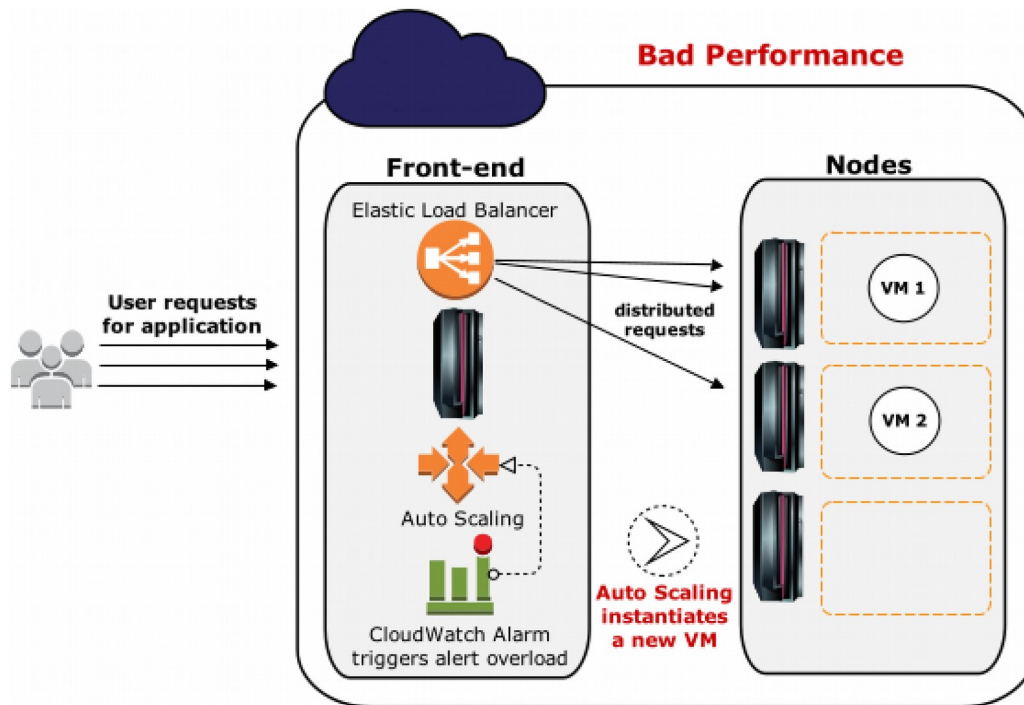 Bad Performance
Front-end
Nodes
Elastic Load Balancer
VM 1
User requests
for application
distributed
requests
VM 2
Auto Scaling
Auto Scaling
instantiates
a new VM
CloudWatch Alarm
triggers alert overload